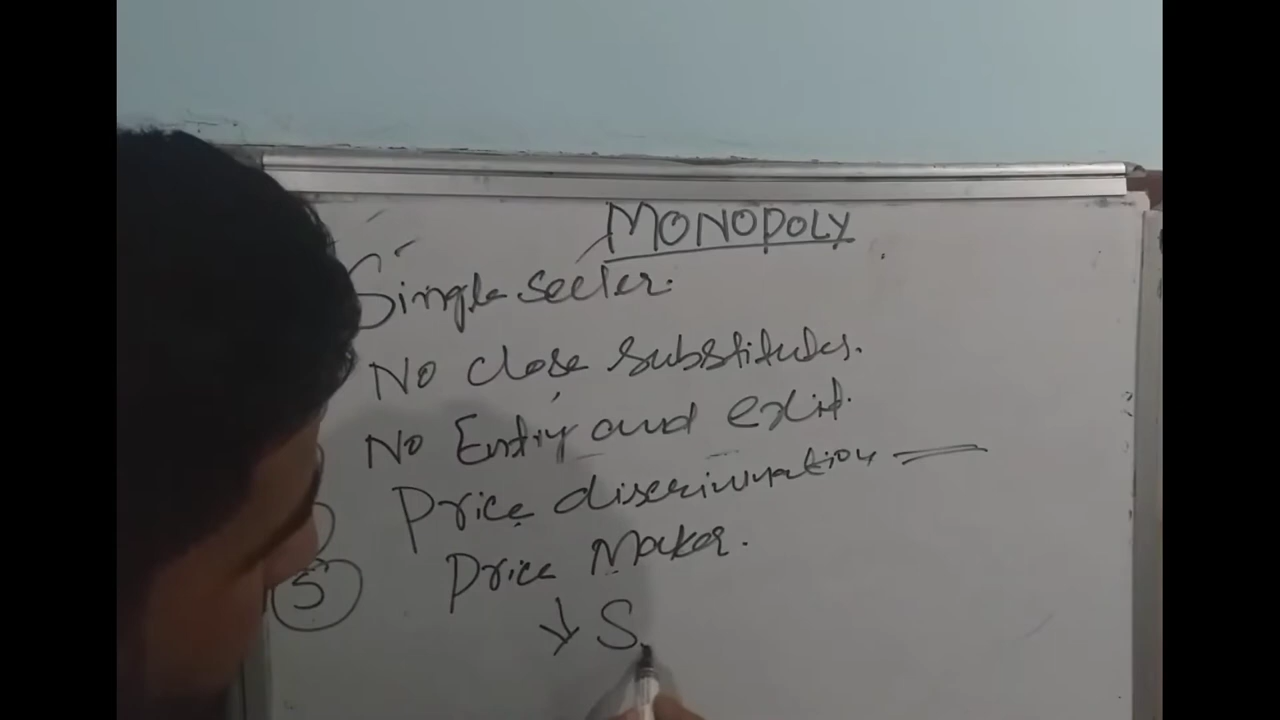 MONOPOLY
Single seller.
No close substitutes.
No Entry and exit.
Price discrimination
5 Price Maker.
↓ S